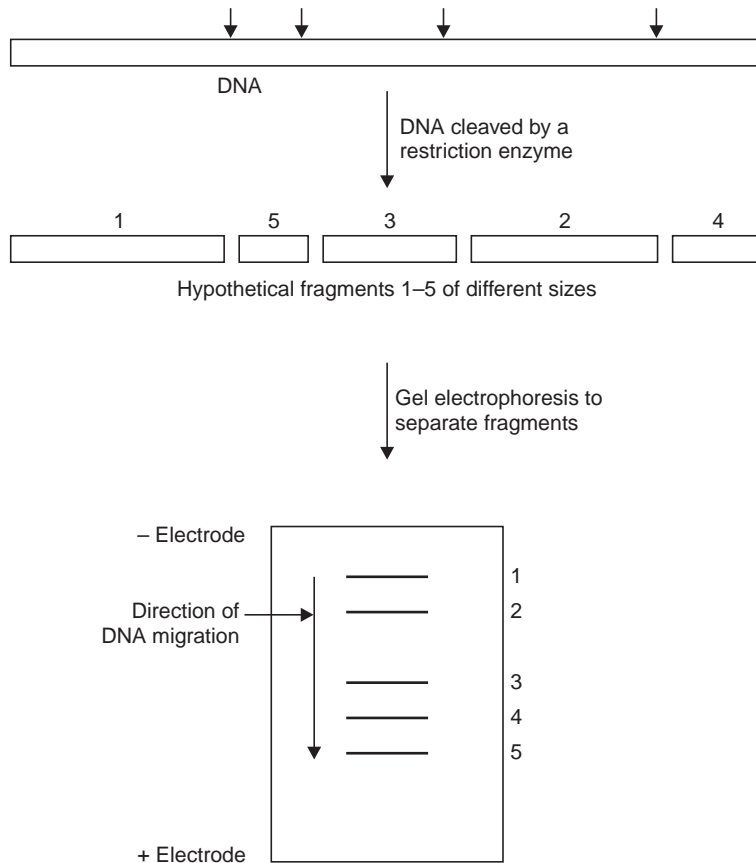 DNA
DNA cleaved by a
restriction enzyme
1 5 3 2 4
Hypothetical fragments 1–5 of different sizes
Gel electrophoresis to
separate fragments
– Electrode
1
Direction of
DNA migration
2
3
4
5
+ Electrode